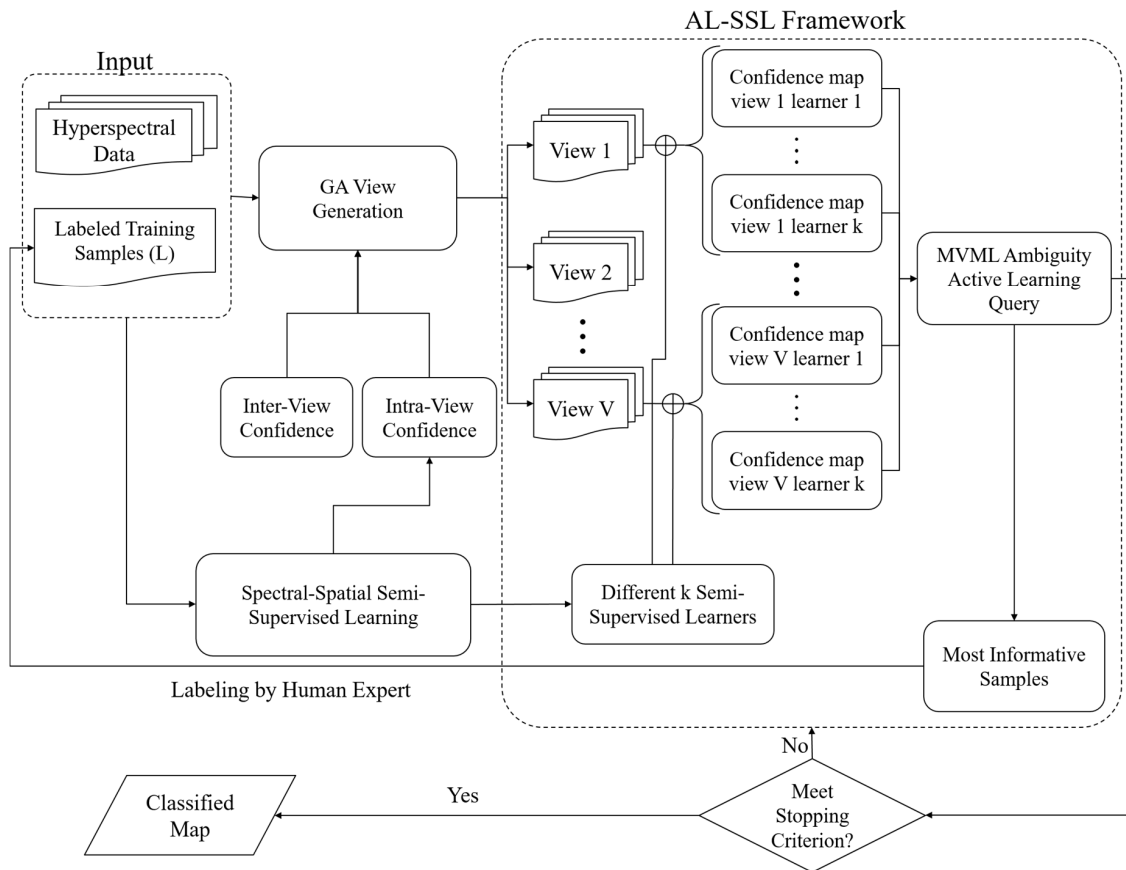 AL-SSL Framework
Input
Hyperspectral
Data
Labeled Training
Samples (L)
GA View
Generation
Inter-View
Confidence
Intra-View
Confidence
Spectral-Spatial Semi-
Supervised Learning
View 1
View 2
View V
Confidence map
view 1 learner 1
Confidence map
view 1 learner k
Confidence map
view V learner 1
Confidence map
view V learner k
Different k Semi-
Supervised Learners
MVML Ambiguity
Active Learning
Query
Most Informative
Samples
Labeling by Human Expert
No
Meet
Stopping
Criterion?
Yes
Classified
Map